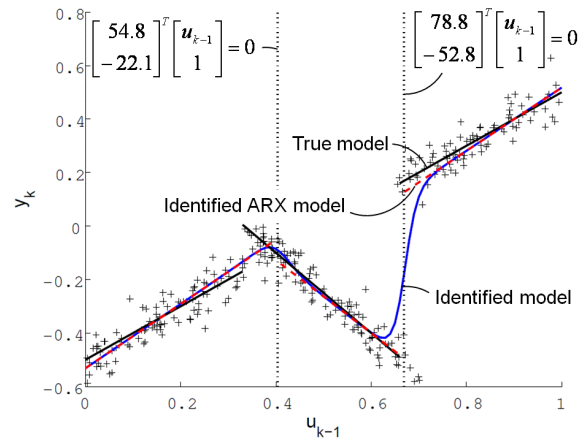 [54.8 -22.1]^T [u_{k-1} 1] = 0
[78.8 -52.8]^T [u_{k-1} 1] = 0
True model
Identified ARX model
Identified model
y_k
0.8
0.6
0.4
0.2
0
-0.2
-0.4
-0.6
0 0.2 0.4 0.6 0.8 1
u_{k-1}